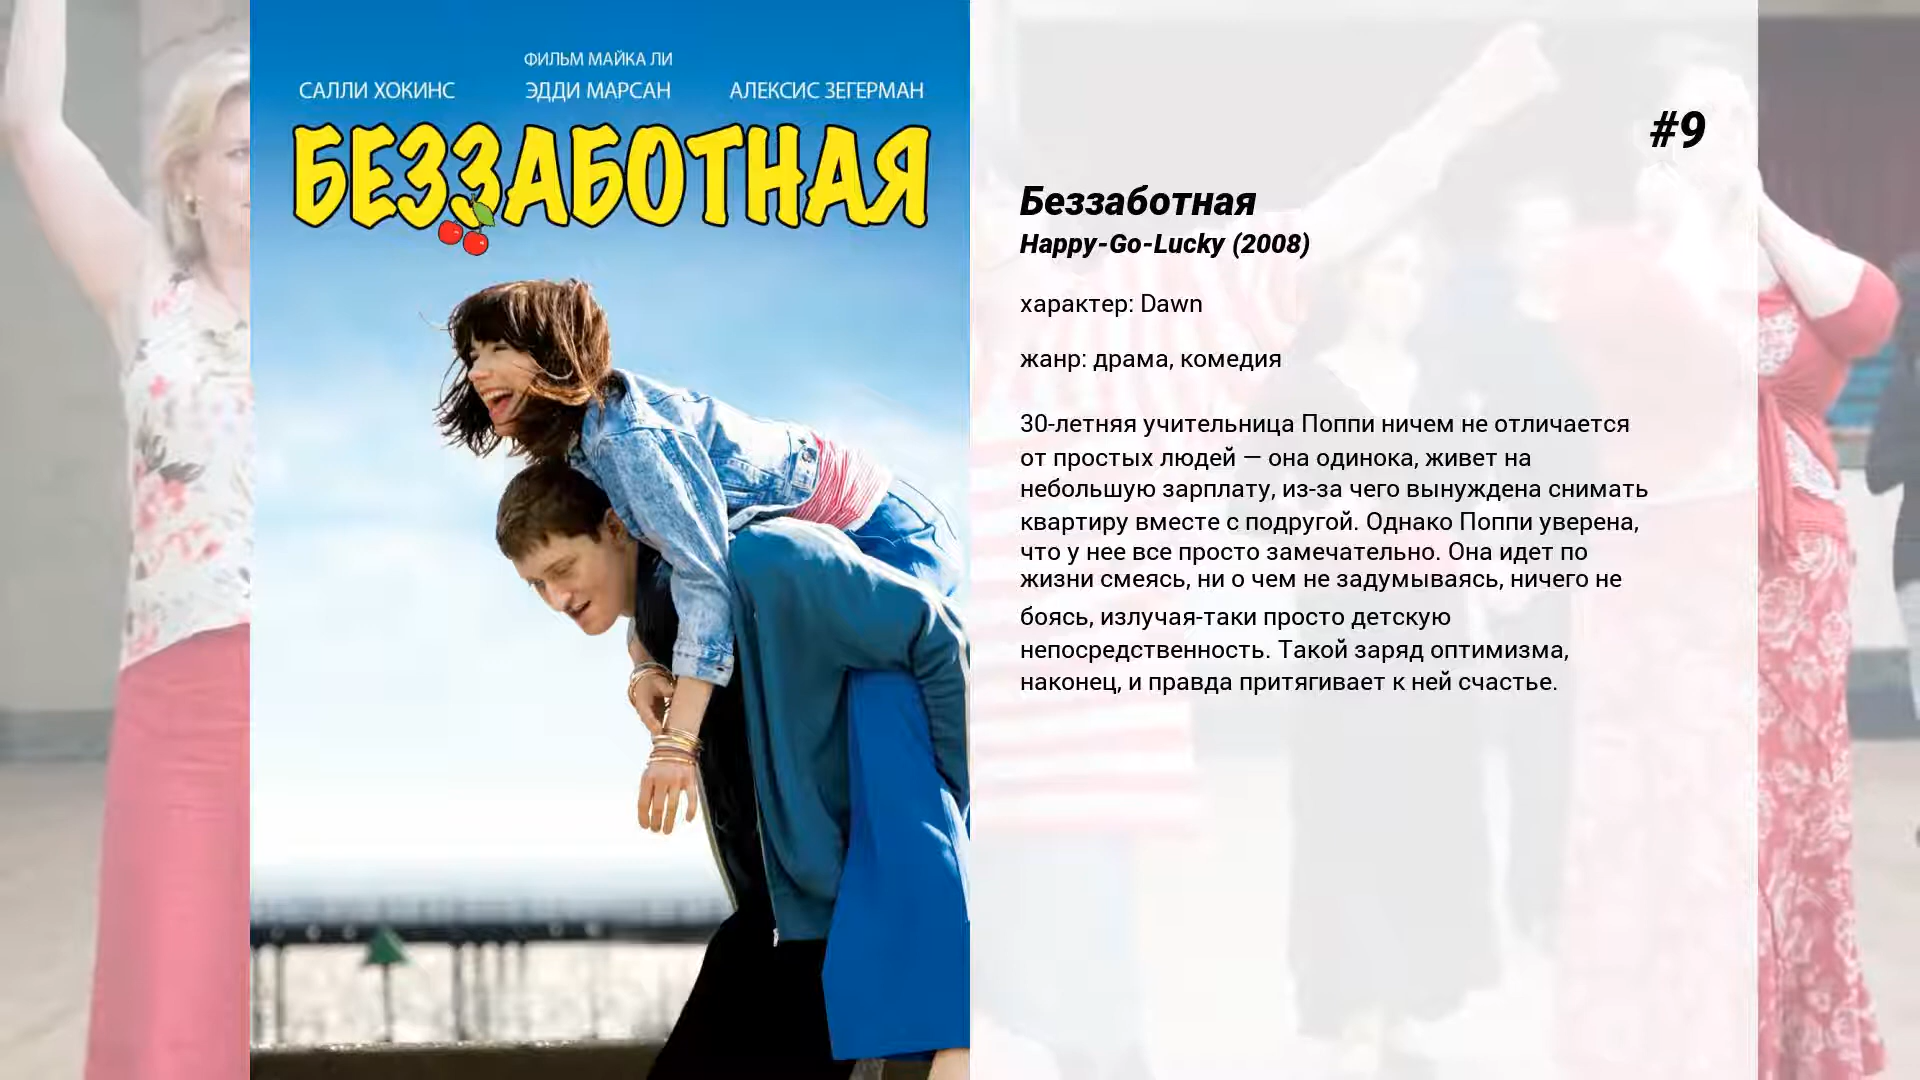 ФИЛЬМ МАЙКА ЛИ
САЛЛИ ХОКИНС ЭДДИ МАРСАН АЛЕКСИС ЗЕГЕРМАН
БЕЗЗАБОТНАЯ
#9
Беззаботная
Happy-Go-Lucky (2008)
характер: Dawn
жанр: драма, комедия
30-летняя учительница Поппи ничем не отличается
от простых людей — она одинока, живет на
небольшую зарплату, из-за чего вынуждена снимать
квартиру вместе с подругой. Однако Поппи уверена,
что у нее все просто замечательно. Она идет по
жизни смеясь, ни о чем не задумываясь, ничего не
боясь, излучая-таки просто детскую
непосредственность. Такой заряд оптимизма,
наконец, и правда притягивает к ней счастье.